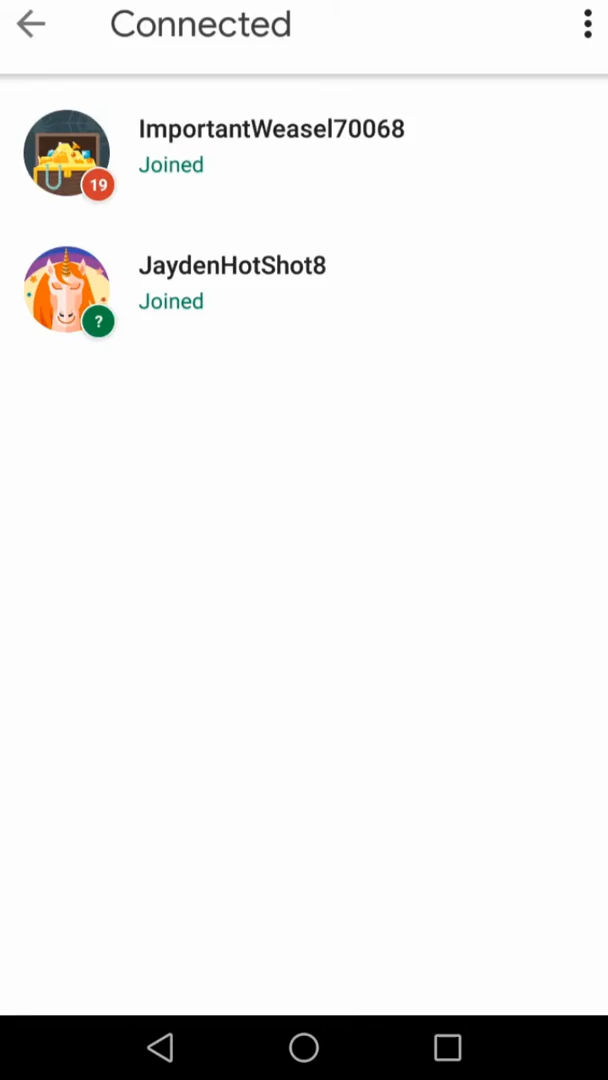 Connected
ImportantWeasel70068
Joined
19
JaydenHotShot8
Joined
?